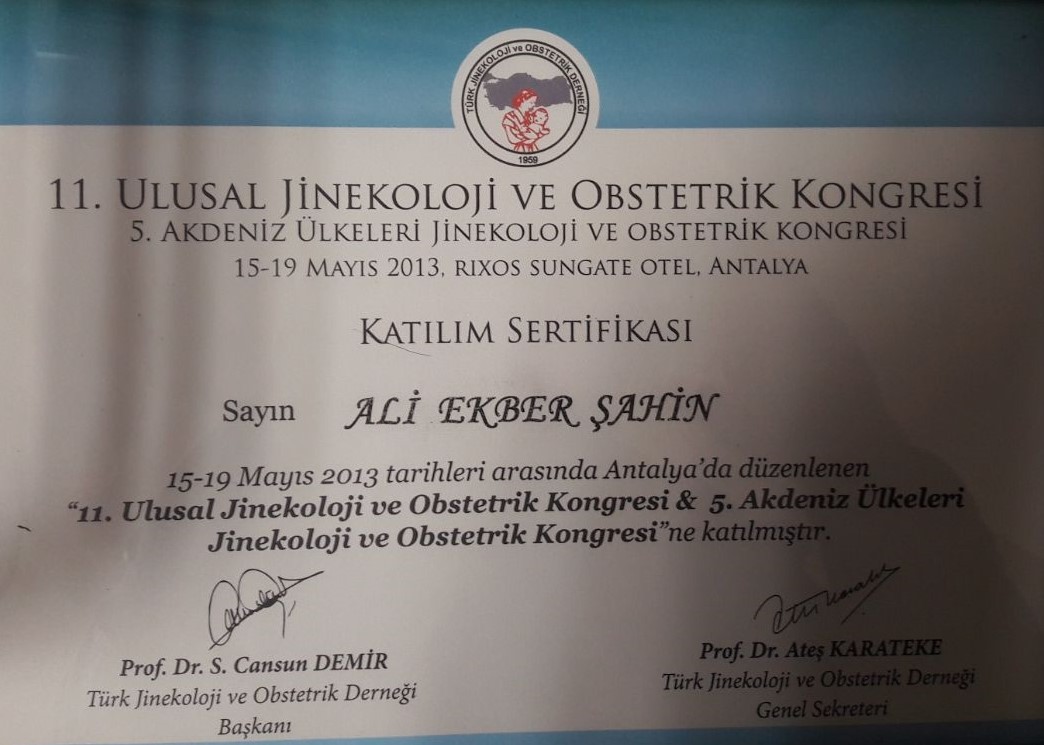 TÜRK JİNEKOLOJİ ve OBSTETRİK DERNEĞİ
1959
11. ULUSAL JİNEKOLOJİ VE OBSTETRİK KONGRESİ
5. AKDENİZ ÜLKELERİ JİNEKOLOJİ VE OBSTETRİK KONGRESİ
15-19 MAYIS 2013, RIXOS SUNGATE OTEL, ANTALYA
KATILIM SERTİFİKASI
Sayın ALİ EKBER ŞAHİN
15-19 Mayıs 2013 tarihleri arasında Antalya'da düzenlenen
“11. Ulusal Jinekoloji ve Obstetrik Kongresi & 5. Akdeniz Ülkeleri
Jinekoloji ve Obstetrik Kongresi”ne katılmıştır.
Prof. Dr. S. Cansun DEMİR
Türk Jinekoloji ve Obstetrik Derneği
Başkanı
Prof. Dr. Ateş KARATEKE
Türk Jinekoloji ve Obstetrik Derneği
Genel Sekreteri